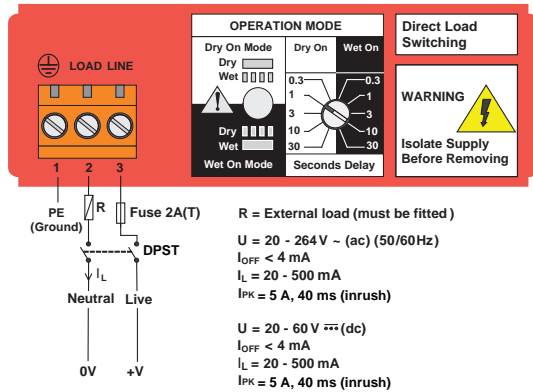 OPERATION MODE
Dry On Mode
Dry
Wet
Dry
Wet
Wet On Mode
Dry On Wet On
0.3 0.3
1 1
3 3
10 10
30 30
Seconds Delay
Direct Load
Switching
WARNING
Isolate Supply
Before Removing
LOAD LINE
1 2 3
PE
(Ground)
R
Fuse 2A(T)
DPST
IL
Neutral Live
0V +V
R = External load (must be fitted)
U = 20 - 264 V ~ (ac) (50/60Hz)
IOFF < 4 mA
IL = 20 - 500 mA
IPK = 5 A, 40 ms (inrush)
U = 20 - 60 V ⎓ (dc)
IOFF < 4 mA
IL = 20 - 500 mA
IPK = 5 A, 40 ms (inrush)